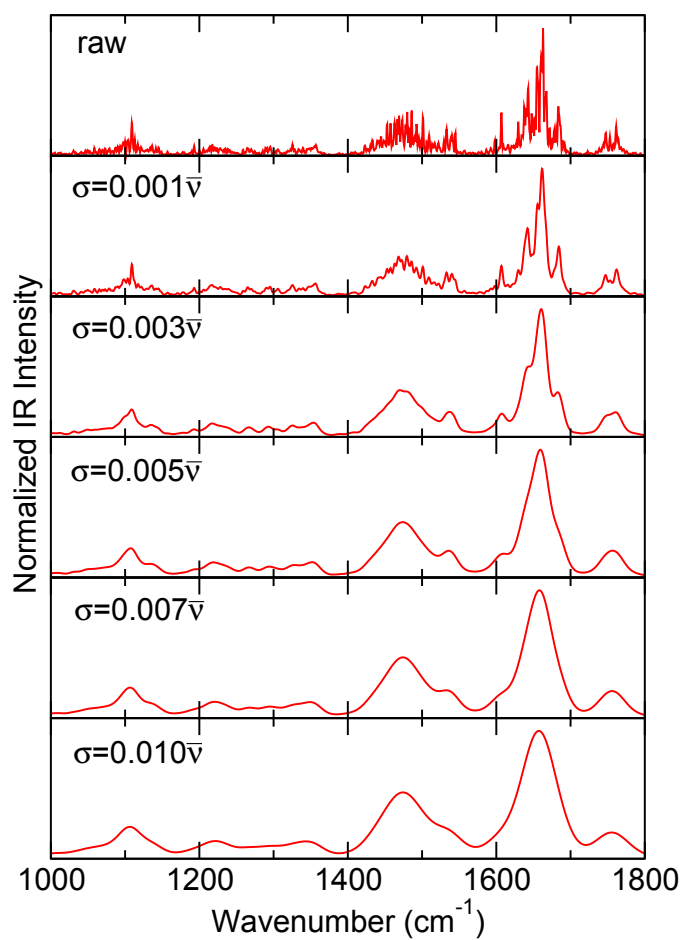 raw
σ=0.001ν̅
σ=0.003ν̅
σ=0.005ν̅
σ=0.007ν̅
σ=0.010ν̅
Normalized IR Intensity
1000 1200 1400 1600 1800
Wavenumber (cm⁻¹)